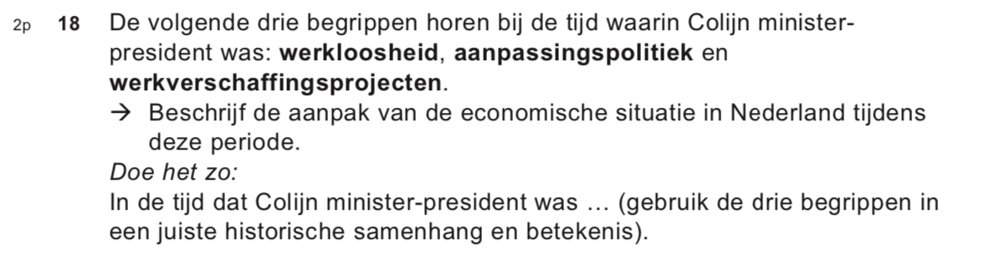 2p 18 De volgende drie begrippen horen bij de tijd waarin Colijn minister-
president was: werkloosheid, aanpassingspolitiek en
werkverschaffingsprojecten.
→ Beschrijf de aanpak van de economische situatie in Nederland tijdens
deze periode.
Doe het zo:
In de tijd dat Colijn minister-president was … (gebruik de drie begrippen in
een juiste historische samenhang en betekenis).